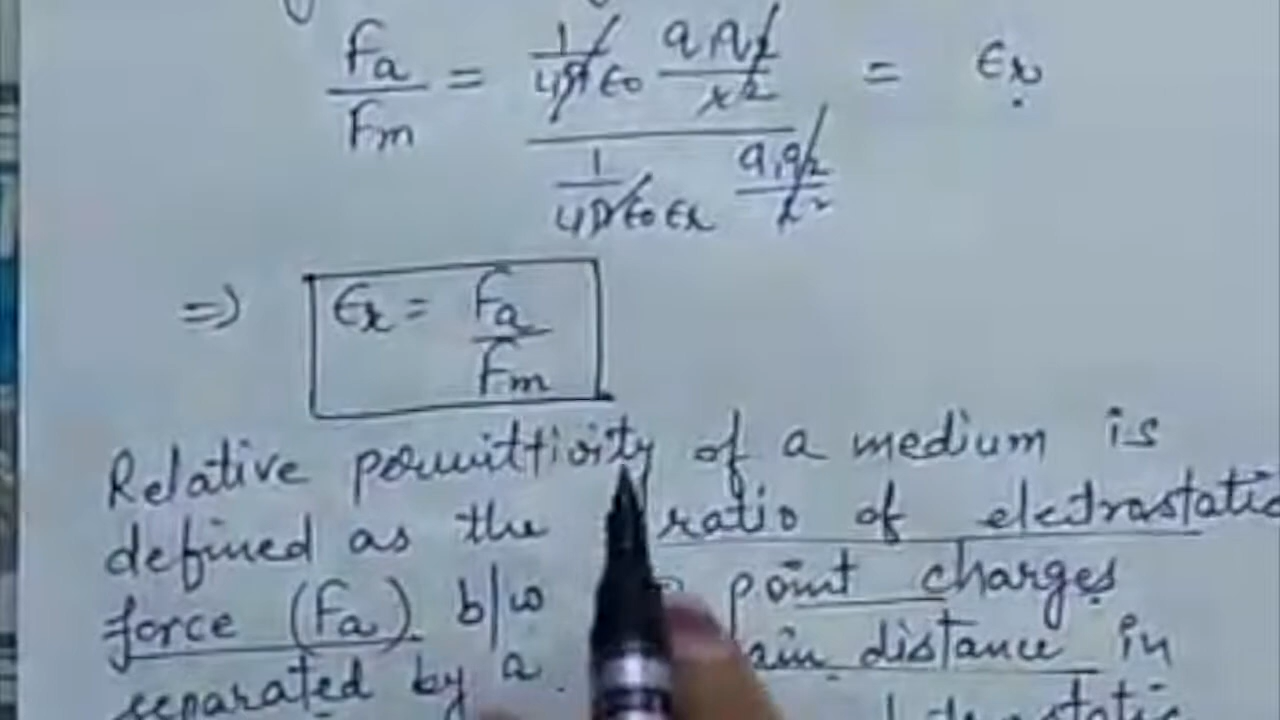 Fa/Fm = (1/4πϵ0 q1q2/r²) / (1/4πϵ0ϵr q1q2/r²) = ϵr
=) ϵr = Fa/Fm
Relative permittivity of a medium is
defined as the ratio of electrostatic
force (Fa) b/w point charges
separated by a distance in